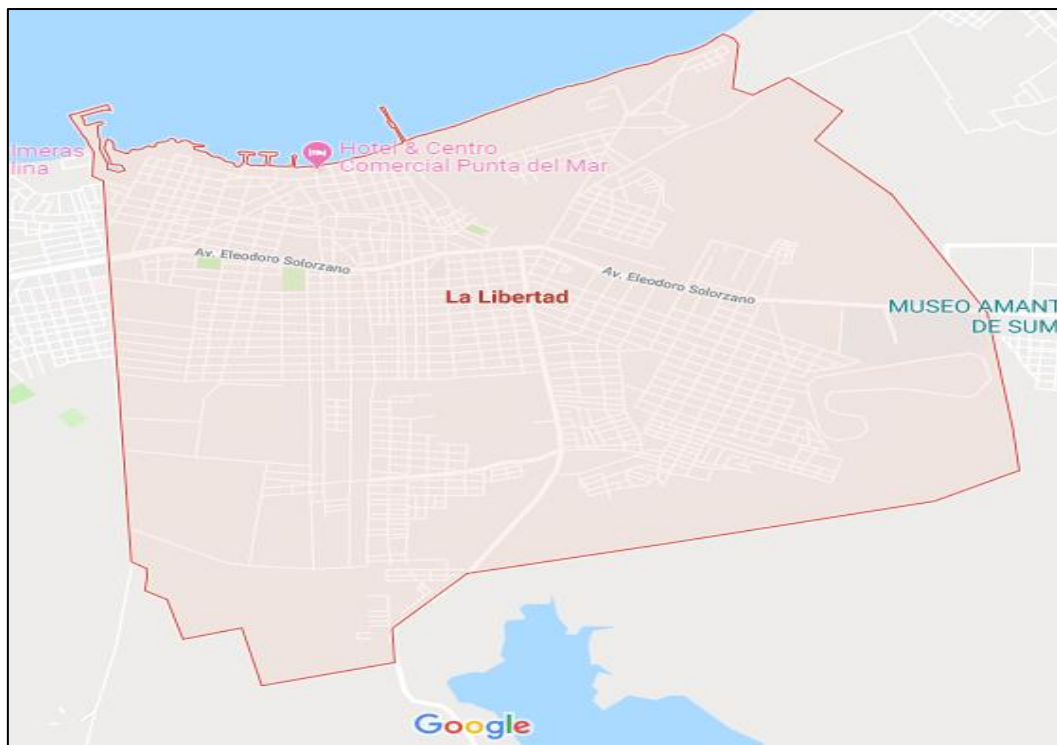 lmeras
lina
Hotel & Centro
Comercial Punta del Mar
Av. Eleodoro Solorzano
Av. Eleodoro Solorzano
La Libertad
MUSEO AMANT
DE SUM
Google